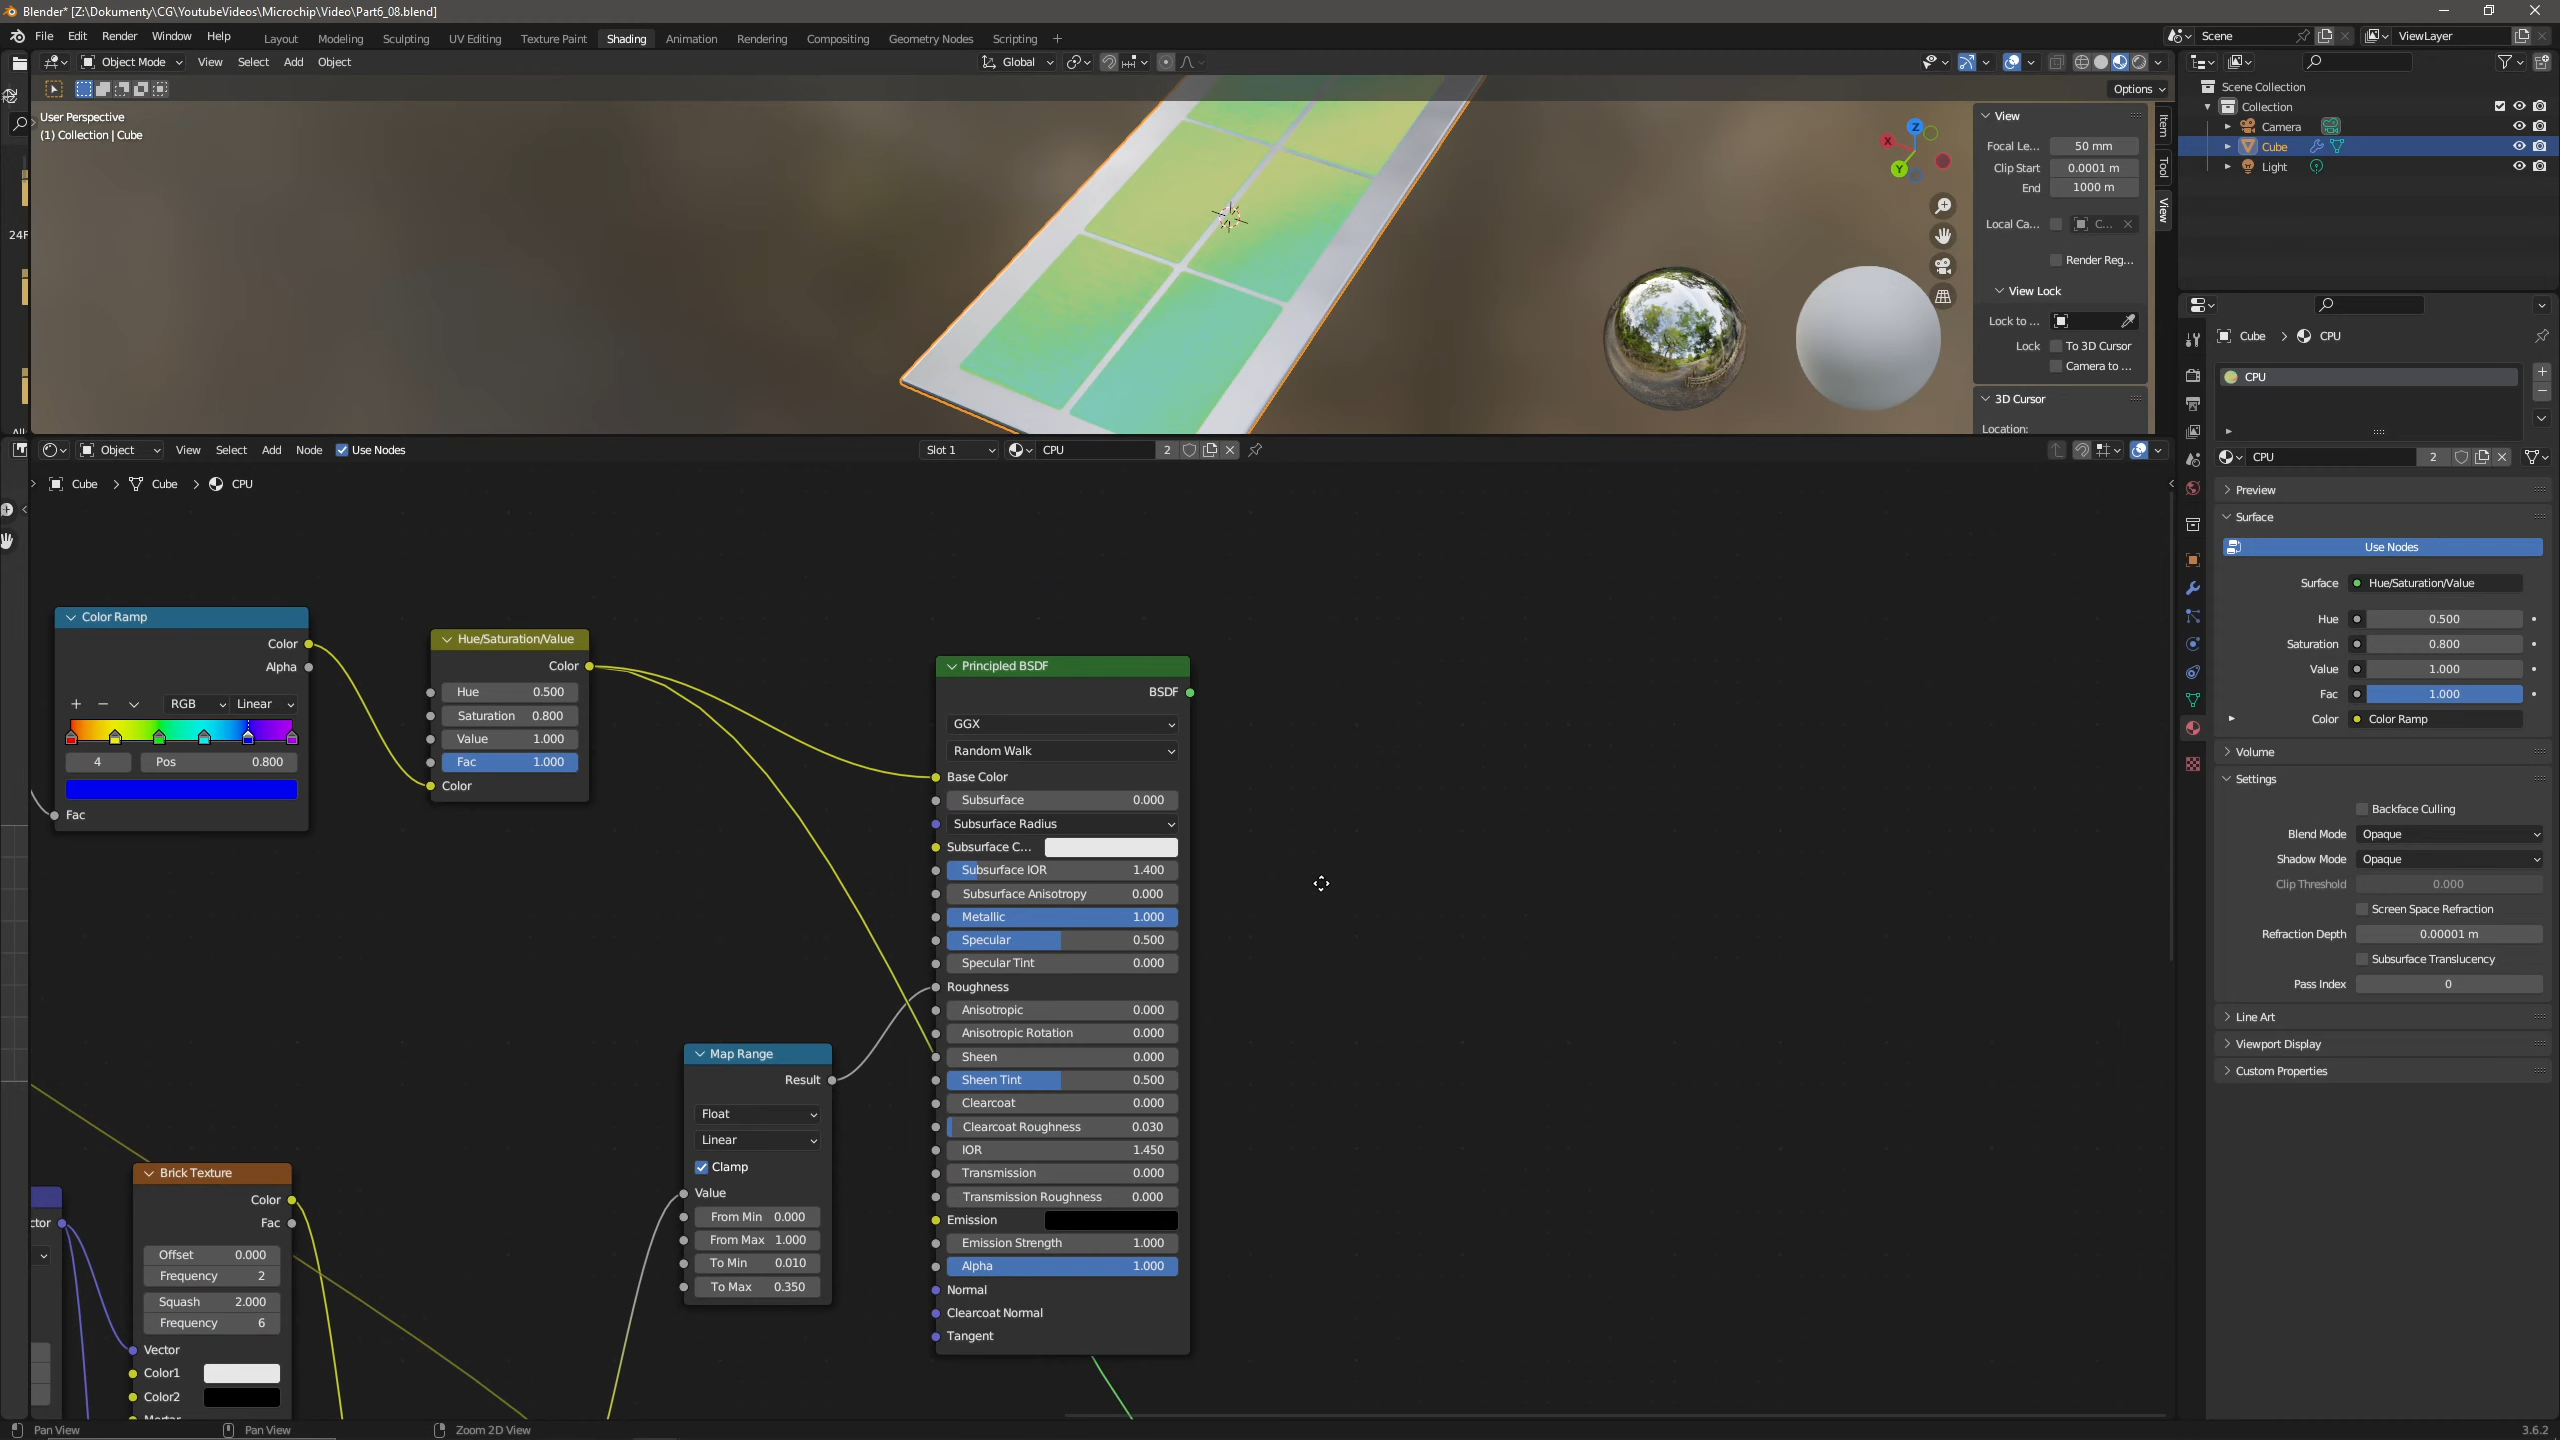 Blender* [Z:\Dokumenty\CG\YoutubeVideos\Microchip\Video\Part6_08.blend]
File Edit Render Window Help
Layout Modeling Sculpting UV Editing Texture Paint Shading Animation Rendering Compositing Geometry Nodes Scripting +
Scene
ViewLayer
Object Mode View Select Add Object
Global
Options
User Perspective
(1) Collection | Cube
View
Focal Le... 50 mm
Clip Start 0.0001 m
End 1000 m
Local Ca... C...
Render Reg...
View Lock
Lock to ...
Lock To 3D Cursor
Camera to ...
3D Cursor
Location:
Item
Tool
View
Z
X
Y
24F
Scene Collection
Collection
Camera
Cube
Light
Object View Select Add Node Use Nodes
Slot 1 CPU 2
Cube > Cube > CPU
Color Ramp
Color
Alpha
RGB Linear
4 Pos 0.800
Fac
Hue/Saturation/Value
Color
Hue 0.500
Saturation 0.800
Value 1.000
Fac 1.000
Color
Principled BSDF
BSDF
GGX
Random Walk
Base Color
Subsurface 0.000
Subsurface Radius
Subsurface C...
Subsurface IOR 1.400
Subsurface Anisotropy 0.000
Metallic 1.000
Specular 0.500
Specular Tint 0.000
Roughness
Anisotropic 0.000
Anisotropic Rotation 0.000
Sheen 0.000
Sheen Tint 0.500
Clearcoat 0.000
Clearcoat Roughness 0.030
IOR 1.450
Transmission 0.000
Transmission Roughness 0.000
Emission
Emission Strength 1.000
Alpha 1.000
Normal
Clearcoat Normal
Tangent
Map Range
Result
Float
Linear
Clamp
Value
From Min 0.000
From Max 1.000
To Min 0.010
To Max 0.350
Brick Texture
Color
Fac
Offset 0.000
Frequency 2
Squash 2.000
Frequency 6
Vector
Color1
Color2
ctor
Cube > CPU
CPU
CPU 2
Preview
Surface
Use Nodes
Surface Hue/Saturation/Value
Hue 0.500
Saturation 0.800
Value 1.000
Fac 1.000
Color Color Ramp
Volume
Settings
Backface Culling
Blend Mode Opaque
Shadow Mode Opaque
Clip Threshold 0.000
Screen Space Refraction
Refraction Depth 0.00001 m
Subsurface Translucency
Pass Index 0
Line Art
Viewport Display
Custom Properties
Pan View
Pan View
Zoom 2D View
3.6.2